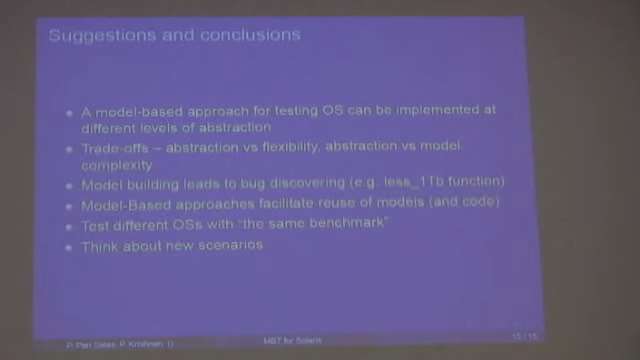 Suggestions and conclusions
A model-based approach for testing OS can be implemented at
different levels of abstraction
Trade-offs – abstraction vs flexibility, abstraction vs model
complexity
Model building leads to bug discovering (e.g. less_1Tb function)
Model-Based approaches facilitate reuse of models (and code)
Test different OSs with "the same benchmark"
Think about new scenarios
P. Krishnan
MBT for Solaris
15 / 15